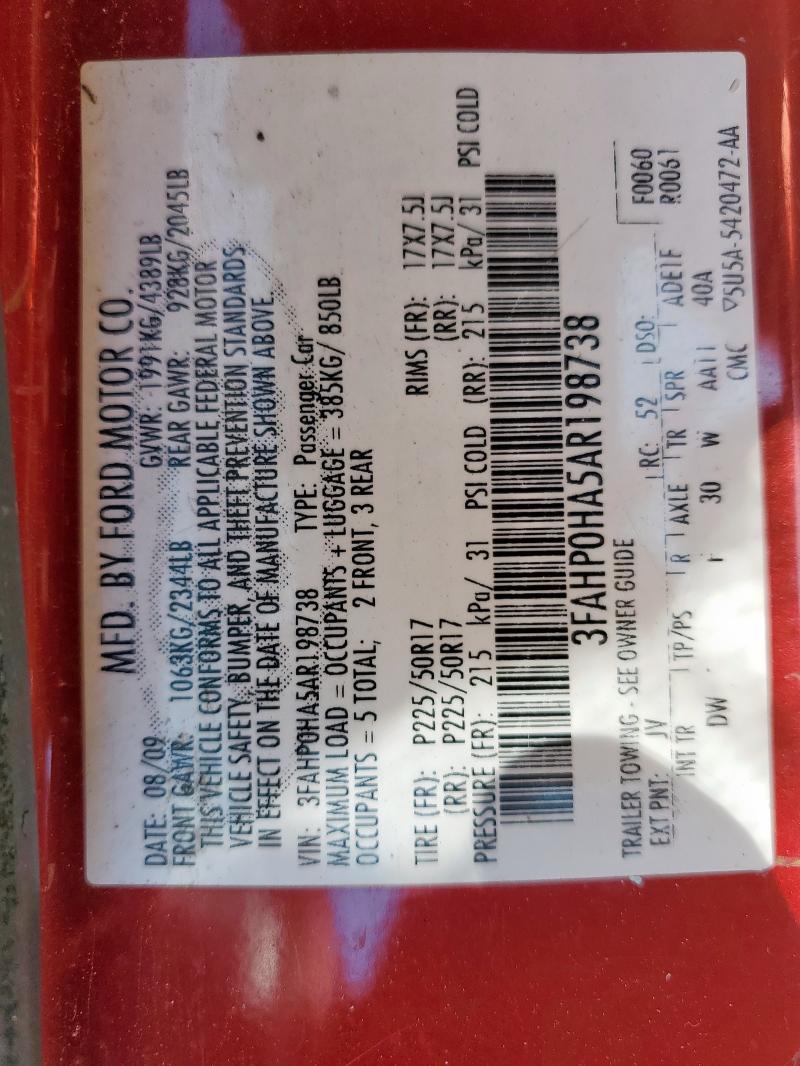 MFD. BY FORD MOTOR CO.
DATE: 08/09 GVWR: 1991KG/4389LB
FRONT GAWR: 1063KG/2344LB REAR GAWR: 928KG/2045LB
THIS VEHICLE CONFORMS TO ALL APPLICABLE FEDERAL MOTOR
VEHICLE SAFETY, BUMPER, AND THEFT PREVENTION STANDARDS
IN EFFECT ON THE DATE OF MANUFACTURE SHOWN ABOVE.
VIN: 3FAHP0HA5AR198738 TYPE: Passenger Car
MAXIMUM LOAD = OCCUPANTS + LUGGAGE = 385KG/ 850LB
OCCUPANTS = 5 TOTAL; 2 FRONT, 3 REAR
TIRE (FR): P225/50R17 RIMS (FR): 17X7.5J
(RR): P225/50R17 (RR): 17X7.5J
PRESSURE (FR): 215 kPa/ 31 PSI COLD (RR): 215 kPa/ 31 PSI COLD
3FAHP0HA5AR198738
TRAILER TOWING - SEE OWNER GUIDE F0060
EXT PNT: JV RC: 52 DSO: R0061
INT TR TP/PS R AXLE TR SPR ADE1F
DW 30 W AA11 40A
CMC ▽5U5A-5420472-AA